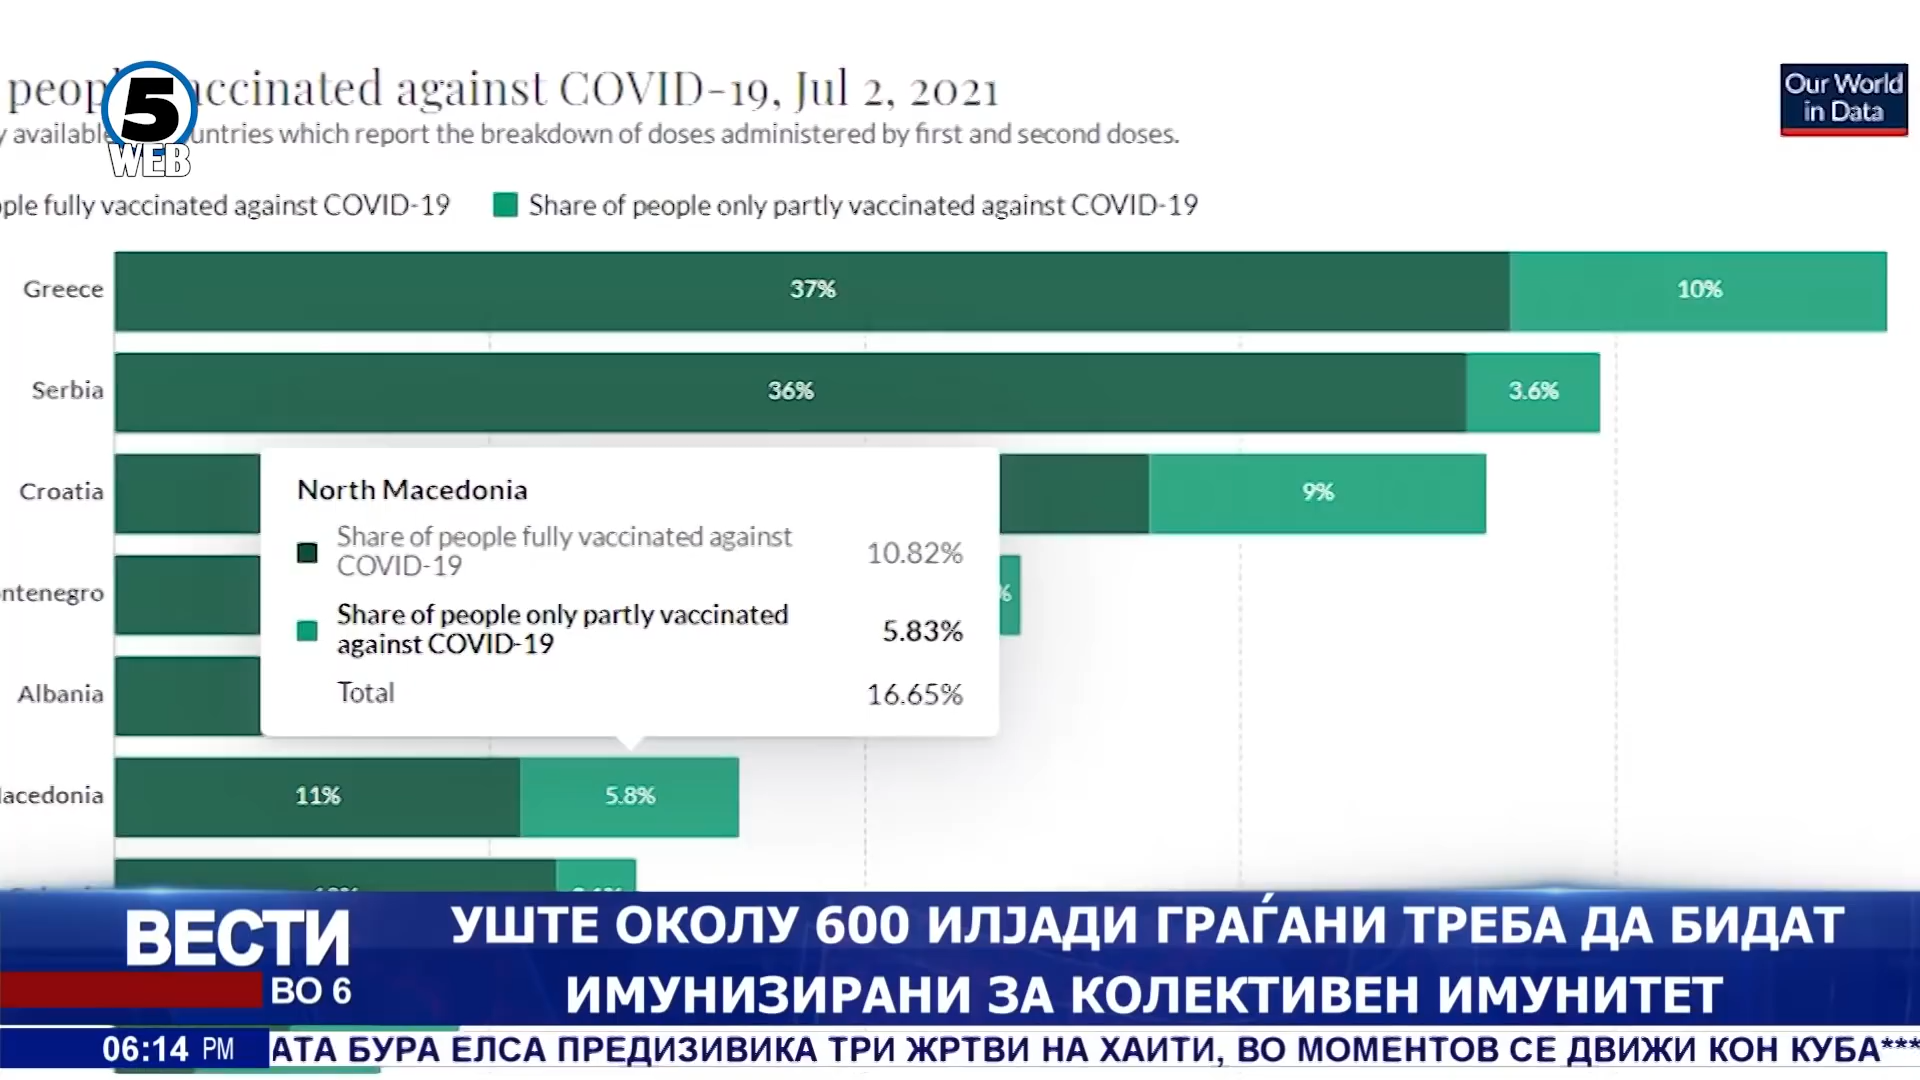 peop vaccinated against COVID-19, Jul 2, 2021
available untries which report the breakdown of doses administered by first and second doses.
5
WEB
Our World
in Data
ple fully vaccinated against COVID-19
Share of people only partly vaccinated against COVID-19
Greece 37% 10%
Serbia 36% 3.6%
Croatia 9%
North Macedonia
Share of people fully vaccinated against
COVID-19 10.82%
Share of people only partly vaccinated
against COVID-19 5.83%
Total 16.65%
ntenegro %
Albania
acedonia 11% 5.8%
ВЕСТИ
ВО 6
УШТЕ ОКОЛУ 600 ИЛЈАДИ ГРАЃАНИ ТРЕБА ДА БИДАТ
ИМУНИЗИРАНИ ЗА КОЛЕКТИВЕН ИМУНИТЕТ
06:14 PM
АТА БУРА ЕЛСА ПРЕДИЗИВИКА ТРИ ЖРТВИ НА ХАИТИ, ВО МОМЕНТОВ СЕ ДВИЖИ КОН КУБА***